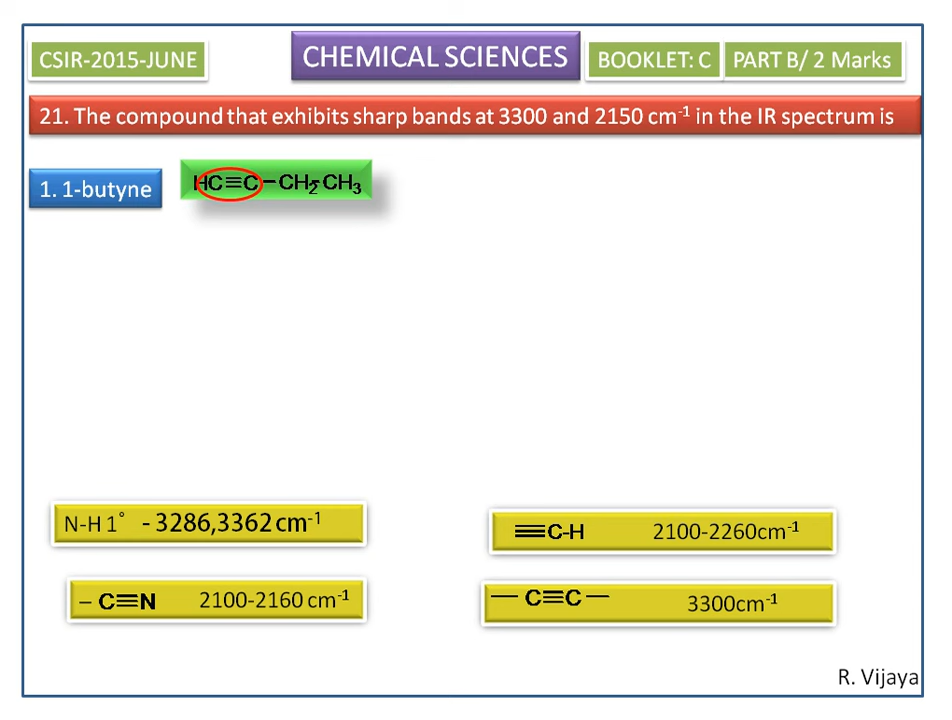 CSIR-2015-JUNE
CHEMICAL SCIENCES
BOOKLET: C
PART B/ 2 Marks
21. The compound that exhibits sharp bands at 3300 and 2150 cm⁻¹ in the IR spectrum is
1. 1-butyne
HC≡C−CH₂CH₃
N-H 1° - 3286,3362 cm⁻¹
≡C-H 2100-2260cm⁻¹
– C≡N 2100-2160 cm⁻¹
— C≡C — 3300cm⁻¹
R. Vijaya